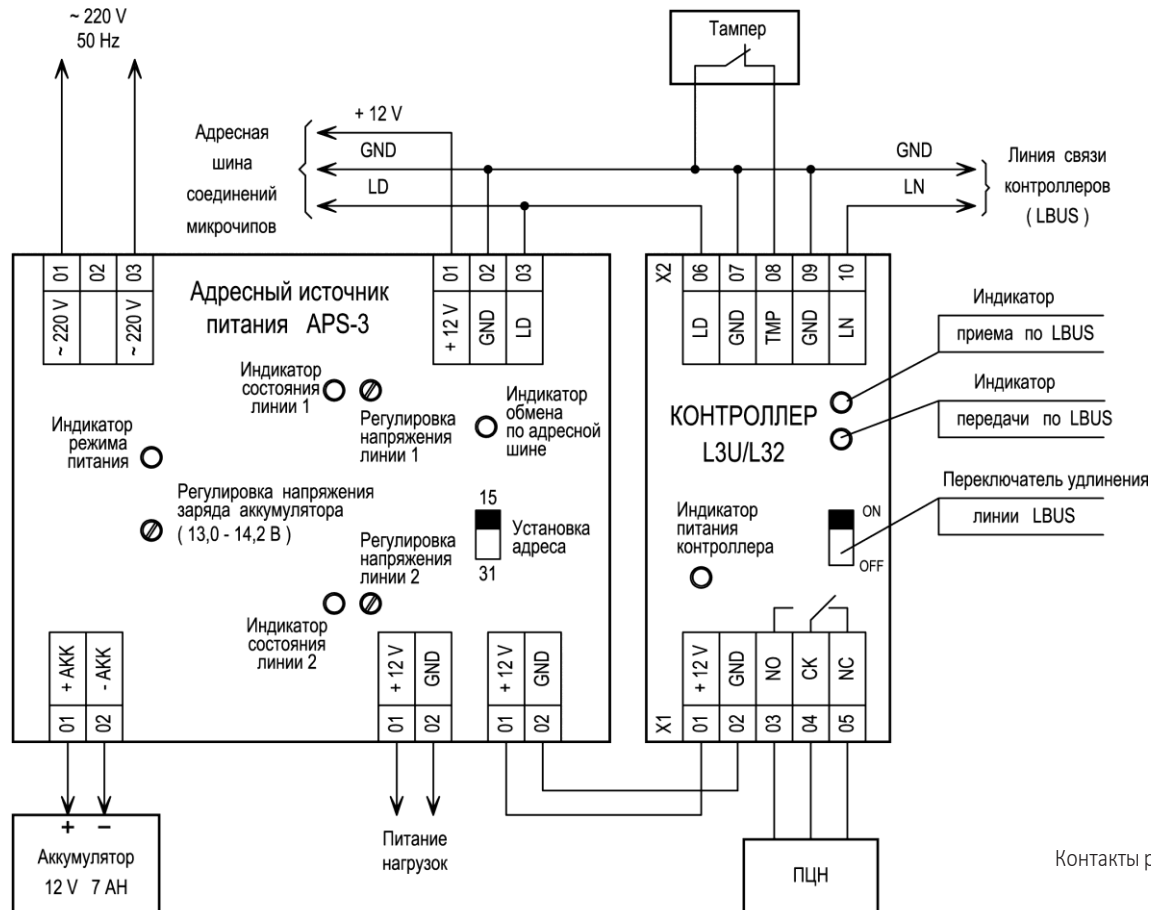 ~ 220 V
50 Hz
Тампер
+ 12 V
Адресная
шина
соединений
микрочипов
GND
LD
GND
LN
Линия связи
контроллеров
( LBUS )
01
02
03
~ 220 V
~ 220 V
Адресный источник
питания APS-3
01
02
03
+ 12 V
GND
LD
X2
06
07
08
09
10
LD
GND
TMP
GND
LN
Индикатор
приема по LBUS
Индикатор
передачи по LBUS
Индикатор
состояния
линии 1
Регулировка
напряжения
линии 1
Индикатор
обмена
по адресной
шине
КОНТРОЛЛЕР
L3U/L32
Индикатор
режима
питания
Регулировка напряжения
заряда аккумулятора
( 13,0 - 14,2 В )
15
Установка
адреса
31
Регулировка
напряжения
линии 2
Индикатор
питания
контроллера
Переключатель удлинения
линии LBUS
ON
OFF
Индикатор
состояния
линии 2
+ АКК
- АКК
01
02
+ 12 V
GND
01
02
+ 12 V
GND
01
02
+ 12 V
GND
NO
CK
NC
X1
01
02
03
04
05
+ −
Аккумулятор
12 V 7 АН
Питание
нагрузок
ПЦН
Контакты р